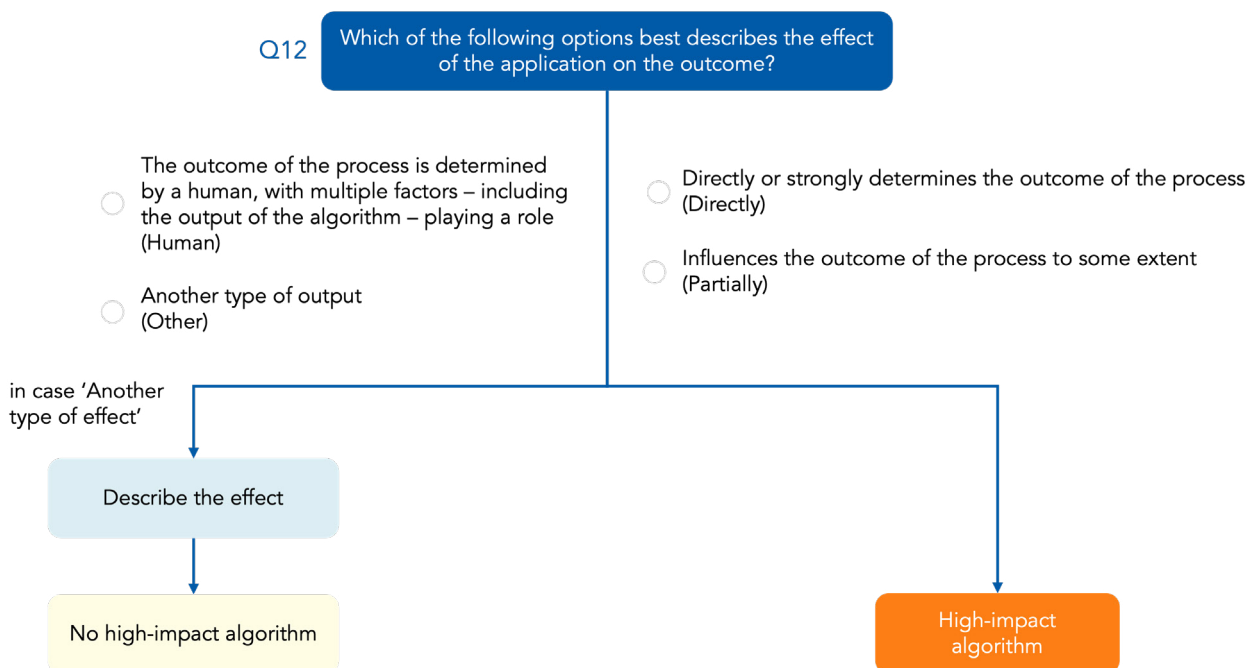 Q12
Which of the following options best describes the effect
of the application on the outcome?
The outcome of the process is determined
by a human, with multiple factors – including
the output of the algorithm – playing a role
(Human)
Another type of output
(Other)
Directly or strongly determines the outcome of the process
(Directly)
Influences the outcome of the process to some extent
(Partially)
in case ‘Another
type of effect’
Describe the effect
No high-impact algorithm
High-impact
algorithm